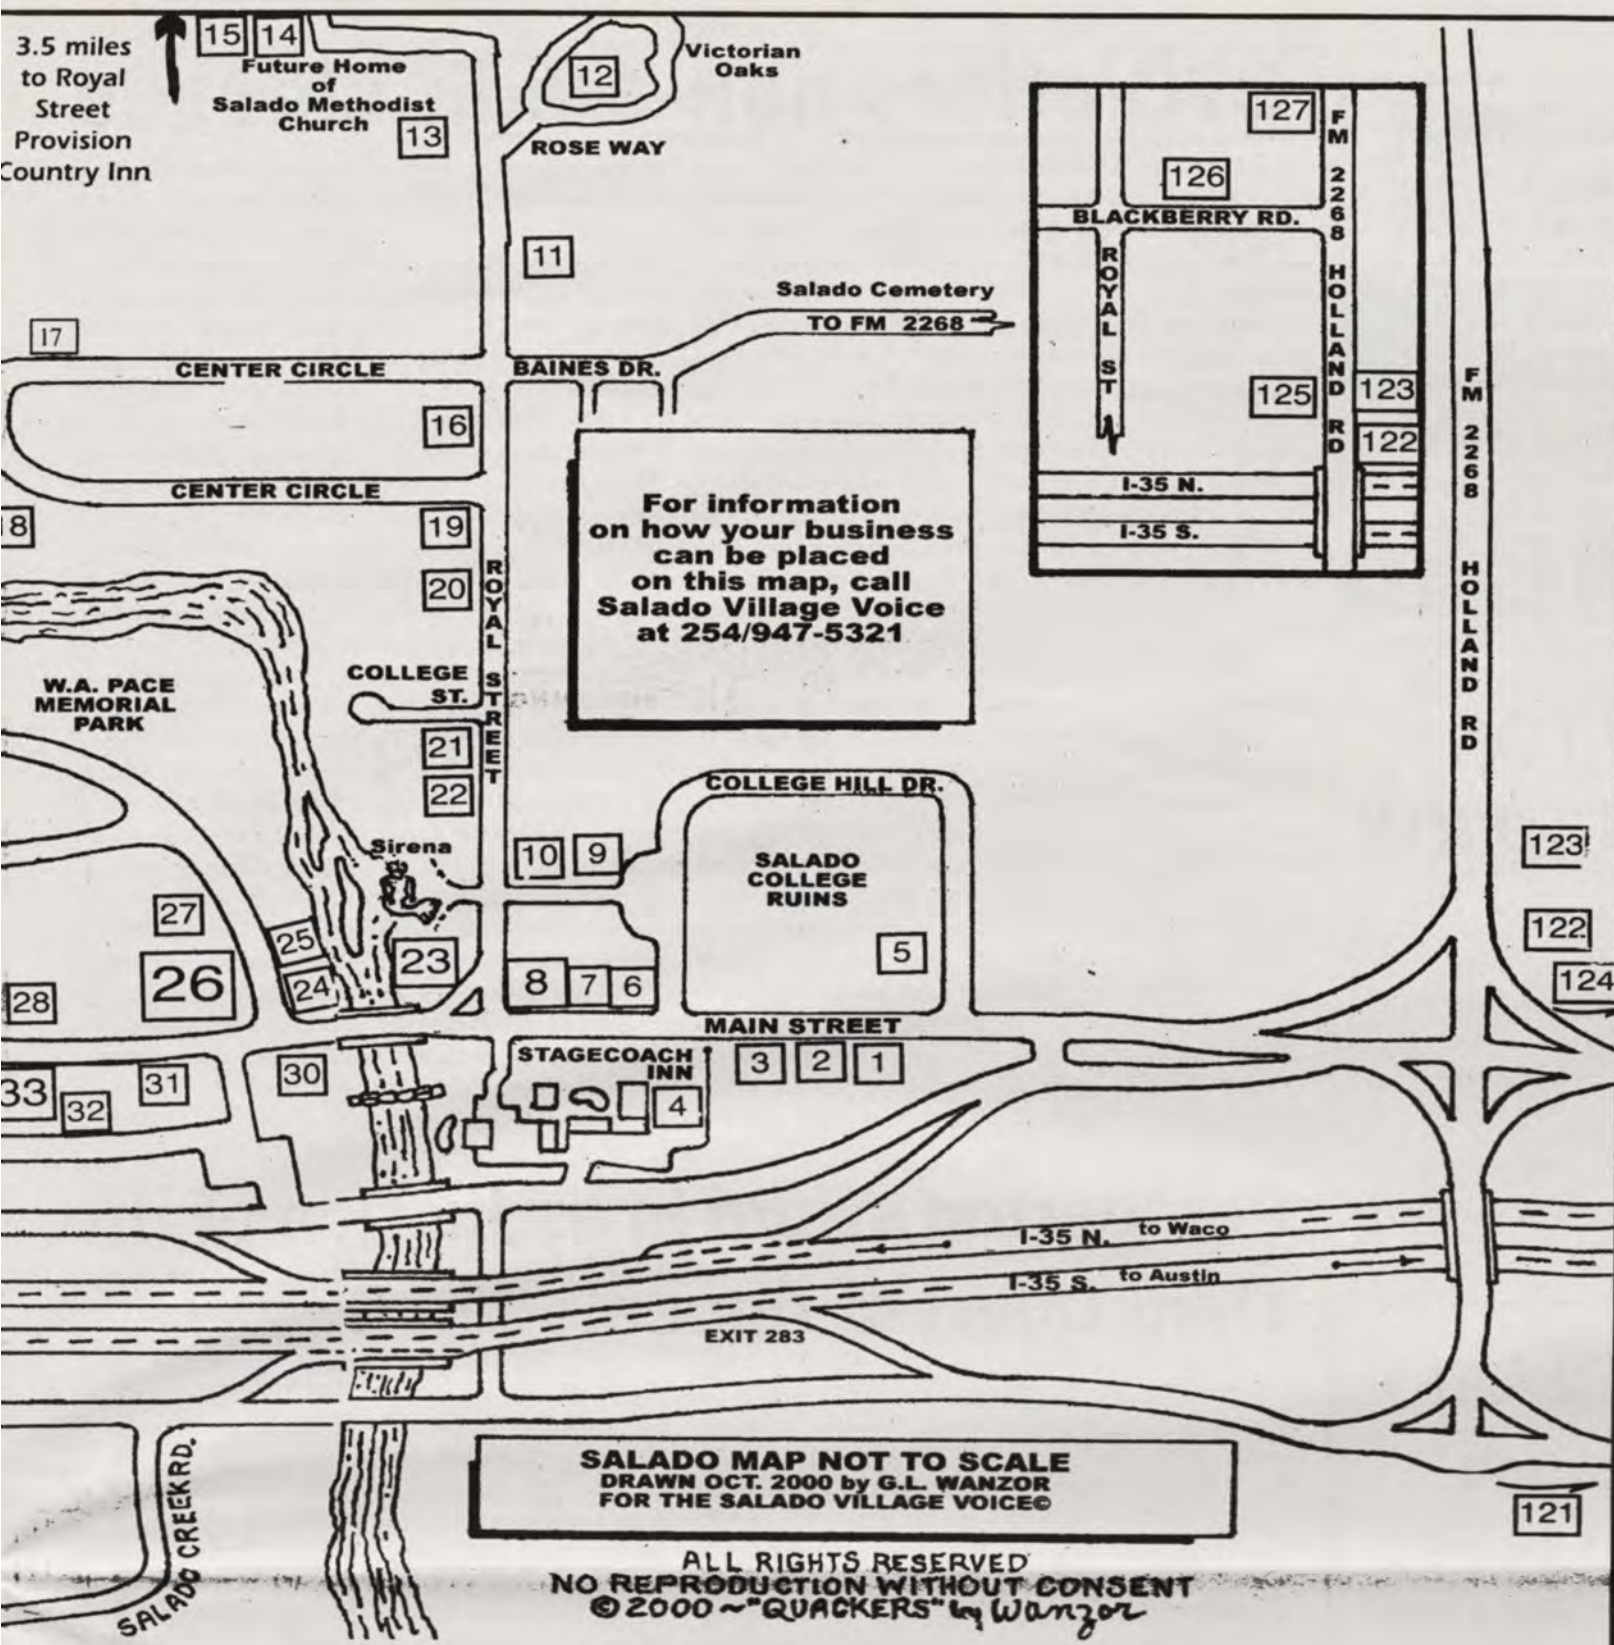 3.5 miles
to Royal
Street
Provision
Country Inn
15
14
Future Home
of
Salado Methodist
Church
13
12
Victorian
Oaks
ROSE WAY
11
Salado Cemetery
TO FM 2268
17
CENTER CIRCLE
BAINES DR.
16
CENTER CIRCLE
18
19
20
ROYAL STREET
For information
on how your business
can be placed
on this map, call
Salado Village Voice
at 254/947-5321
127
126
BLACKBERRY RD.
FM 2268 HOLLAND RD
ROYAL ST
125
123
122
I-35 N.
I-35 S.
FM 2268 HOLLAND RD
W.A. PACE
MEMORIAL
PARK
COLLEGE
ST.
21
22
Sirena
10
9
COLLEGE HILL DR.
SALADO
COLLEGE
RUINS
5
123
122
124
27
25
26
24
23
28
8
7
6
MAIN STREET
STAGECOACH
INN
3
2
1
4
33
32
31
30
I-35 N. to Waco
I-35 S. to Austin
EXIT 283
SALADO CREEK RD.
SALADO MAP NOT TO SCALE
DRAWN OCT. 2000 by G.L. WANZOR
FOR THE SALADO VILLAGE VOICE©
121
ALL RIGHTS RESERVED
NO REPRODUCTION WITHOUT CONSENT
©2000~"QUACKERS" by Wanzor